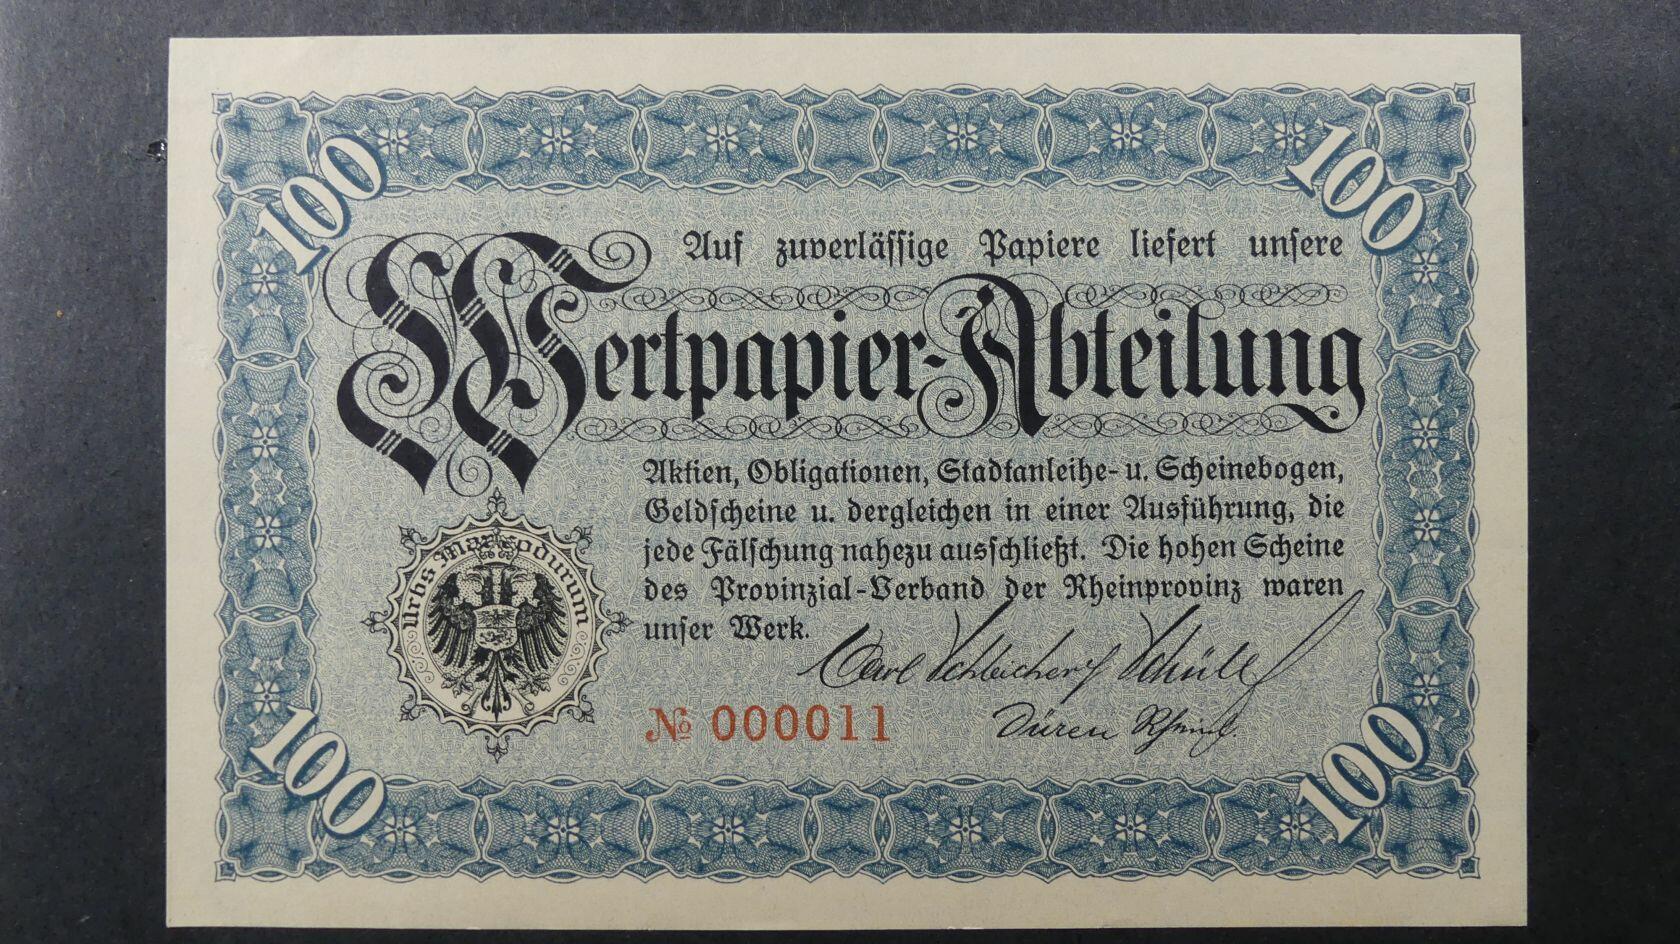 100
100
Auf zuverlässige Papiere liefert unsere
Wertpapier-Abteilung
Aktien, Obligationen, Stadtanleihe- u. Scheinebogen,
Geldscheine u. dergleichen in einer Ausführung, die
jede Fälschung nahezu ausschließt. Die hohen Scheine
des Provinzial-Verband der Rheinprovinz waren
unser Werk.
Urbs Markodurum
Carl Schleicher & Schüll
№ 000011
Düren Rheinl.
100
100